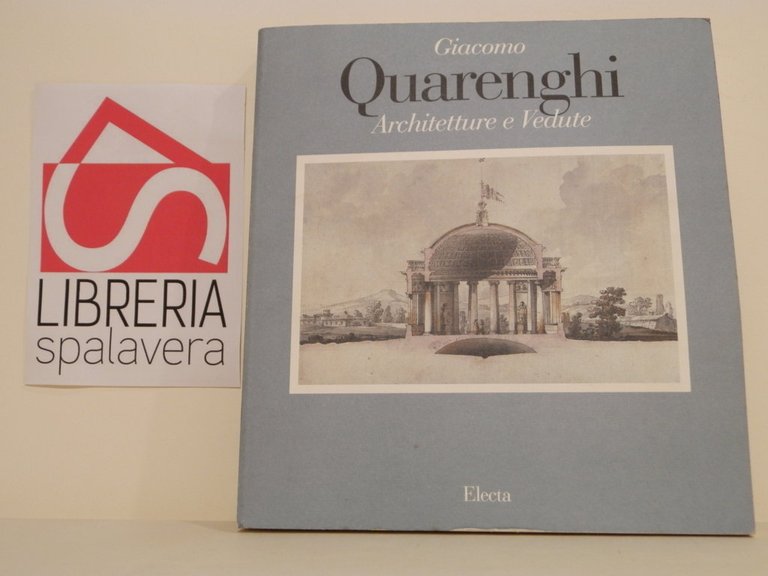 LIBRERIA
spalavera
Giacomo
Quarenghi
Architetture e Vedute
Electa